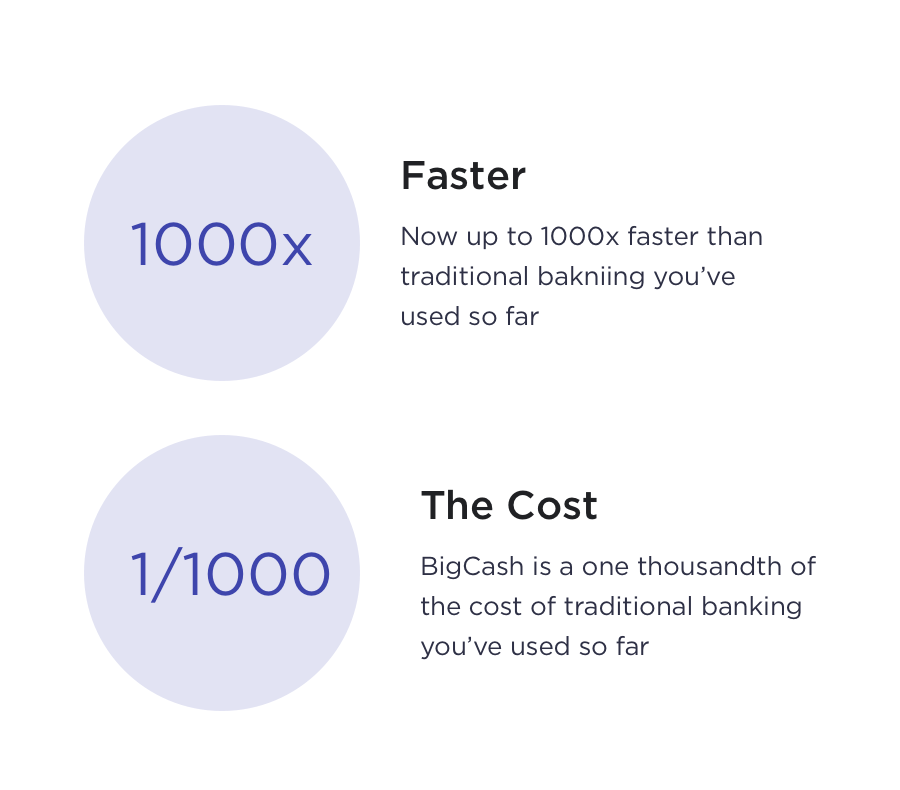 1000x
Faster
Now up to 1000x faster than
traditional bakniing you’ve
used so far
1/1000
The Cost
BigCash is a one thousandth of
the cost of traditional banking
you’ve used so far